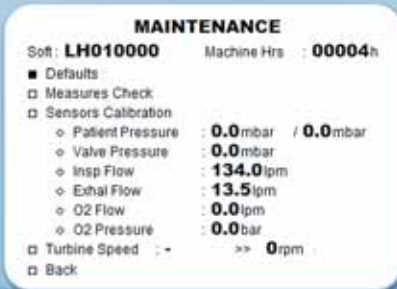 MAINTENANCE
Soft : LH010000 Machine Hrs : 00004h
Defaults
Measures Check
Sensors Calibration
Patient Pressure : 0.0mbar / 0.0mbar
Valve Pressure : 0.0mbar
Insp Flow : 134.0lpm
Exhal Flow : 13.5lpm
O2 Flow : 0.0lpm
O2 Pressure : 0.0bar
Turbine Speed : - >> 0rpm
Back